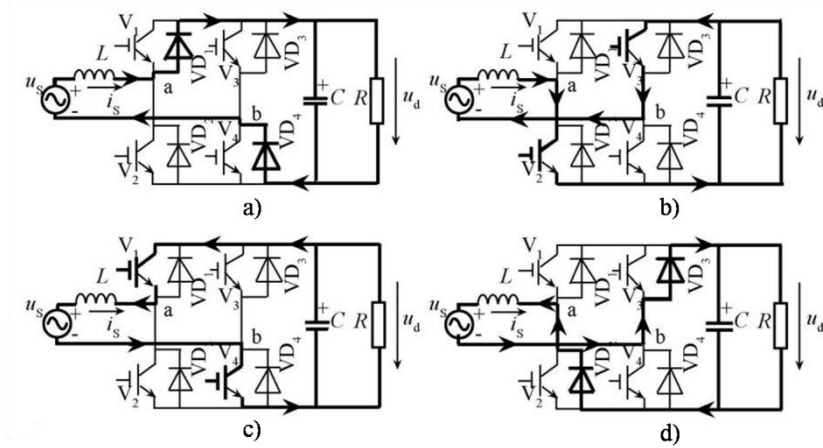 V1 VD1 V3 VD3
L
us + - is a b
V2 VD2 V4 VD4
+ C R ud
a)
V1 VD1 V3 VD3
L
us + - is a b
V2 VD2 V4 VD4
+ C R ud
b)
V1 VD1 V3 VD3
L
us + - is a b
V2 VD2 V4 VD4
+ C R ud
c)
V1 VD1 V3 VD3
L
us + - is a b
V2 VD2 V4 VD4
+ C R ud
d)